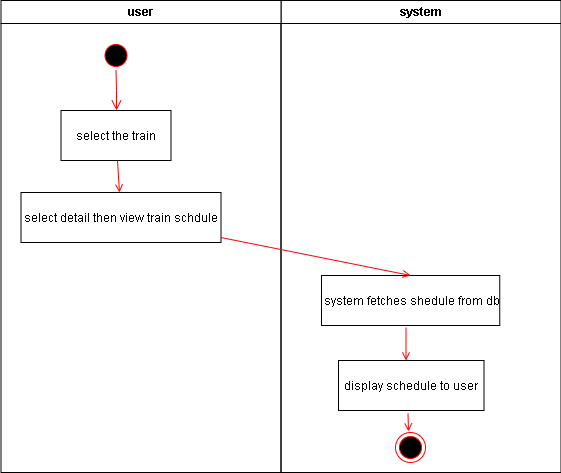 user
system
select the train
select detail then view train schdule
system fetches shedule from db
display schedule to user